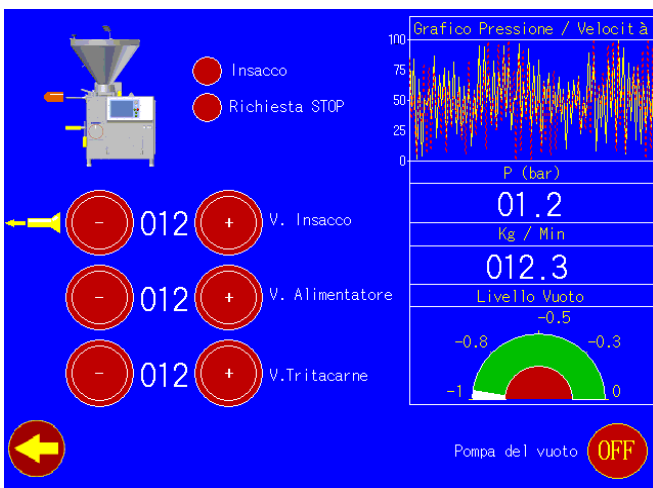 Grafico Pressione / Velocità
100
75
50
25
0
Insacco
Richiesta STOP
P (bar)
01.2
Kg / Min
012.3
Livello Vuoto
-0.5
-0.8
-0.3
-1
0
- 012 + V. Insacco
- 012 + V. Alimentatore
- 012 + V.Tritacarne
Pompa del vuoto OFF